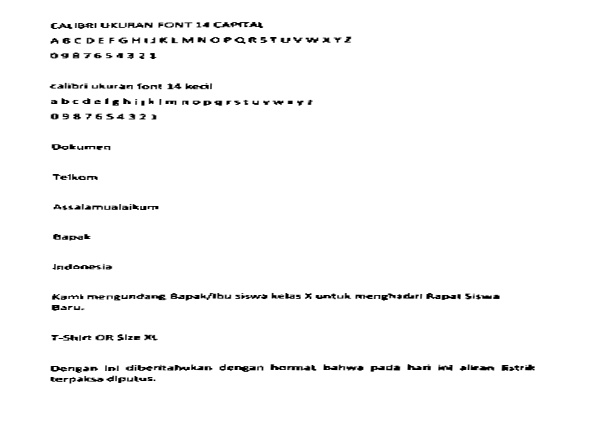 CALIBRI UKURAN FONT 14 CAPITAL
A B C D E F G H I J K L M N O P Q R S T U V W X Y Z
0 9 8 7 6 5 4 3 2 1
calibri ukuran font 14 kecil
a b c d e f g h i j k l m n o p q r s t u v w x y z
0 9 8 7 6 5 4 3 2 1
Dokumen
Telkom
Assalamualaikum
Bapak
Indonesia
Kami mengundang Bapak/Ibu siswa kelas X untuk menghadiri Rapat Siswa
Baru.
T-Shirt OR Size XL
Dengan ini diberitahukan dengan hormat bahwa pada hari ini aliran listrik
terpaksa diputus.